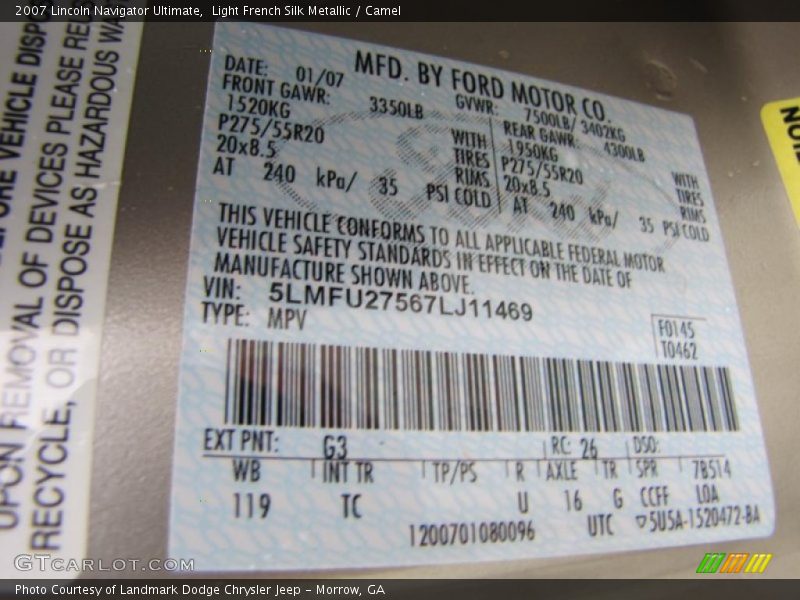 2007 Lincoln Navigator Ultimate, Light French Silk Metallic / Camel
BEFORE VEHICLE
UPON REMOVAL OF DEVICES PLEASE
RECYCLE, OR DISPOSE AS HAZARDOUS
MFD. BY FORD MOTOR CO.
DATE: 01/07 GVWR: 7500LB/ 3402KG
FRONT GAWR: 3350LB REAR GAWR: 4300LB
1520KG WITH 1950KG WITH
P275/55R20 TIRES P275/55R20 TIRES
20x8.5 RIMS 20x8.5 RIMS
AT 240 kPa/ 35 PSI COLD AT 240 kPa/ 35 PSI COLD
THIS VEHICLE CONFORMS TO ALL APPLICABLE FEDERAL MOTOR
VEHICLE SAFETY STANDARDS IN EFFECT ON THE DATE OF
MANUFACTURE SHOWN ABOVE.
VIN: 5LMFU27567LJ11469
TYPE: MPV
F0145
T0462
EXT PNT: G3 RC: 26 DSO:
WB INT TR TP/PS R AXLE TR SPR 7B514
119 TC U 16 G CCFF LOA
1200701080096 UTC 5U5A-1520472-BA
GTCarLot.com
Photo Courtesy of Landmark Dodge Chrysler Jeep – Morrow, GA